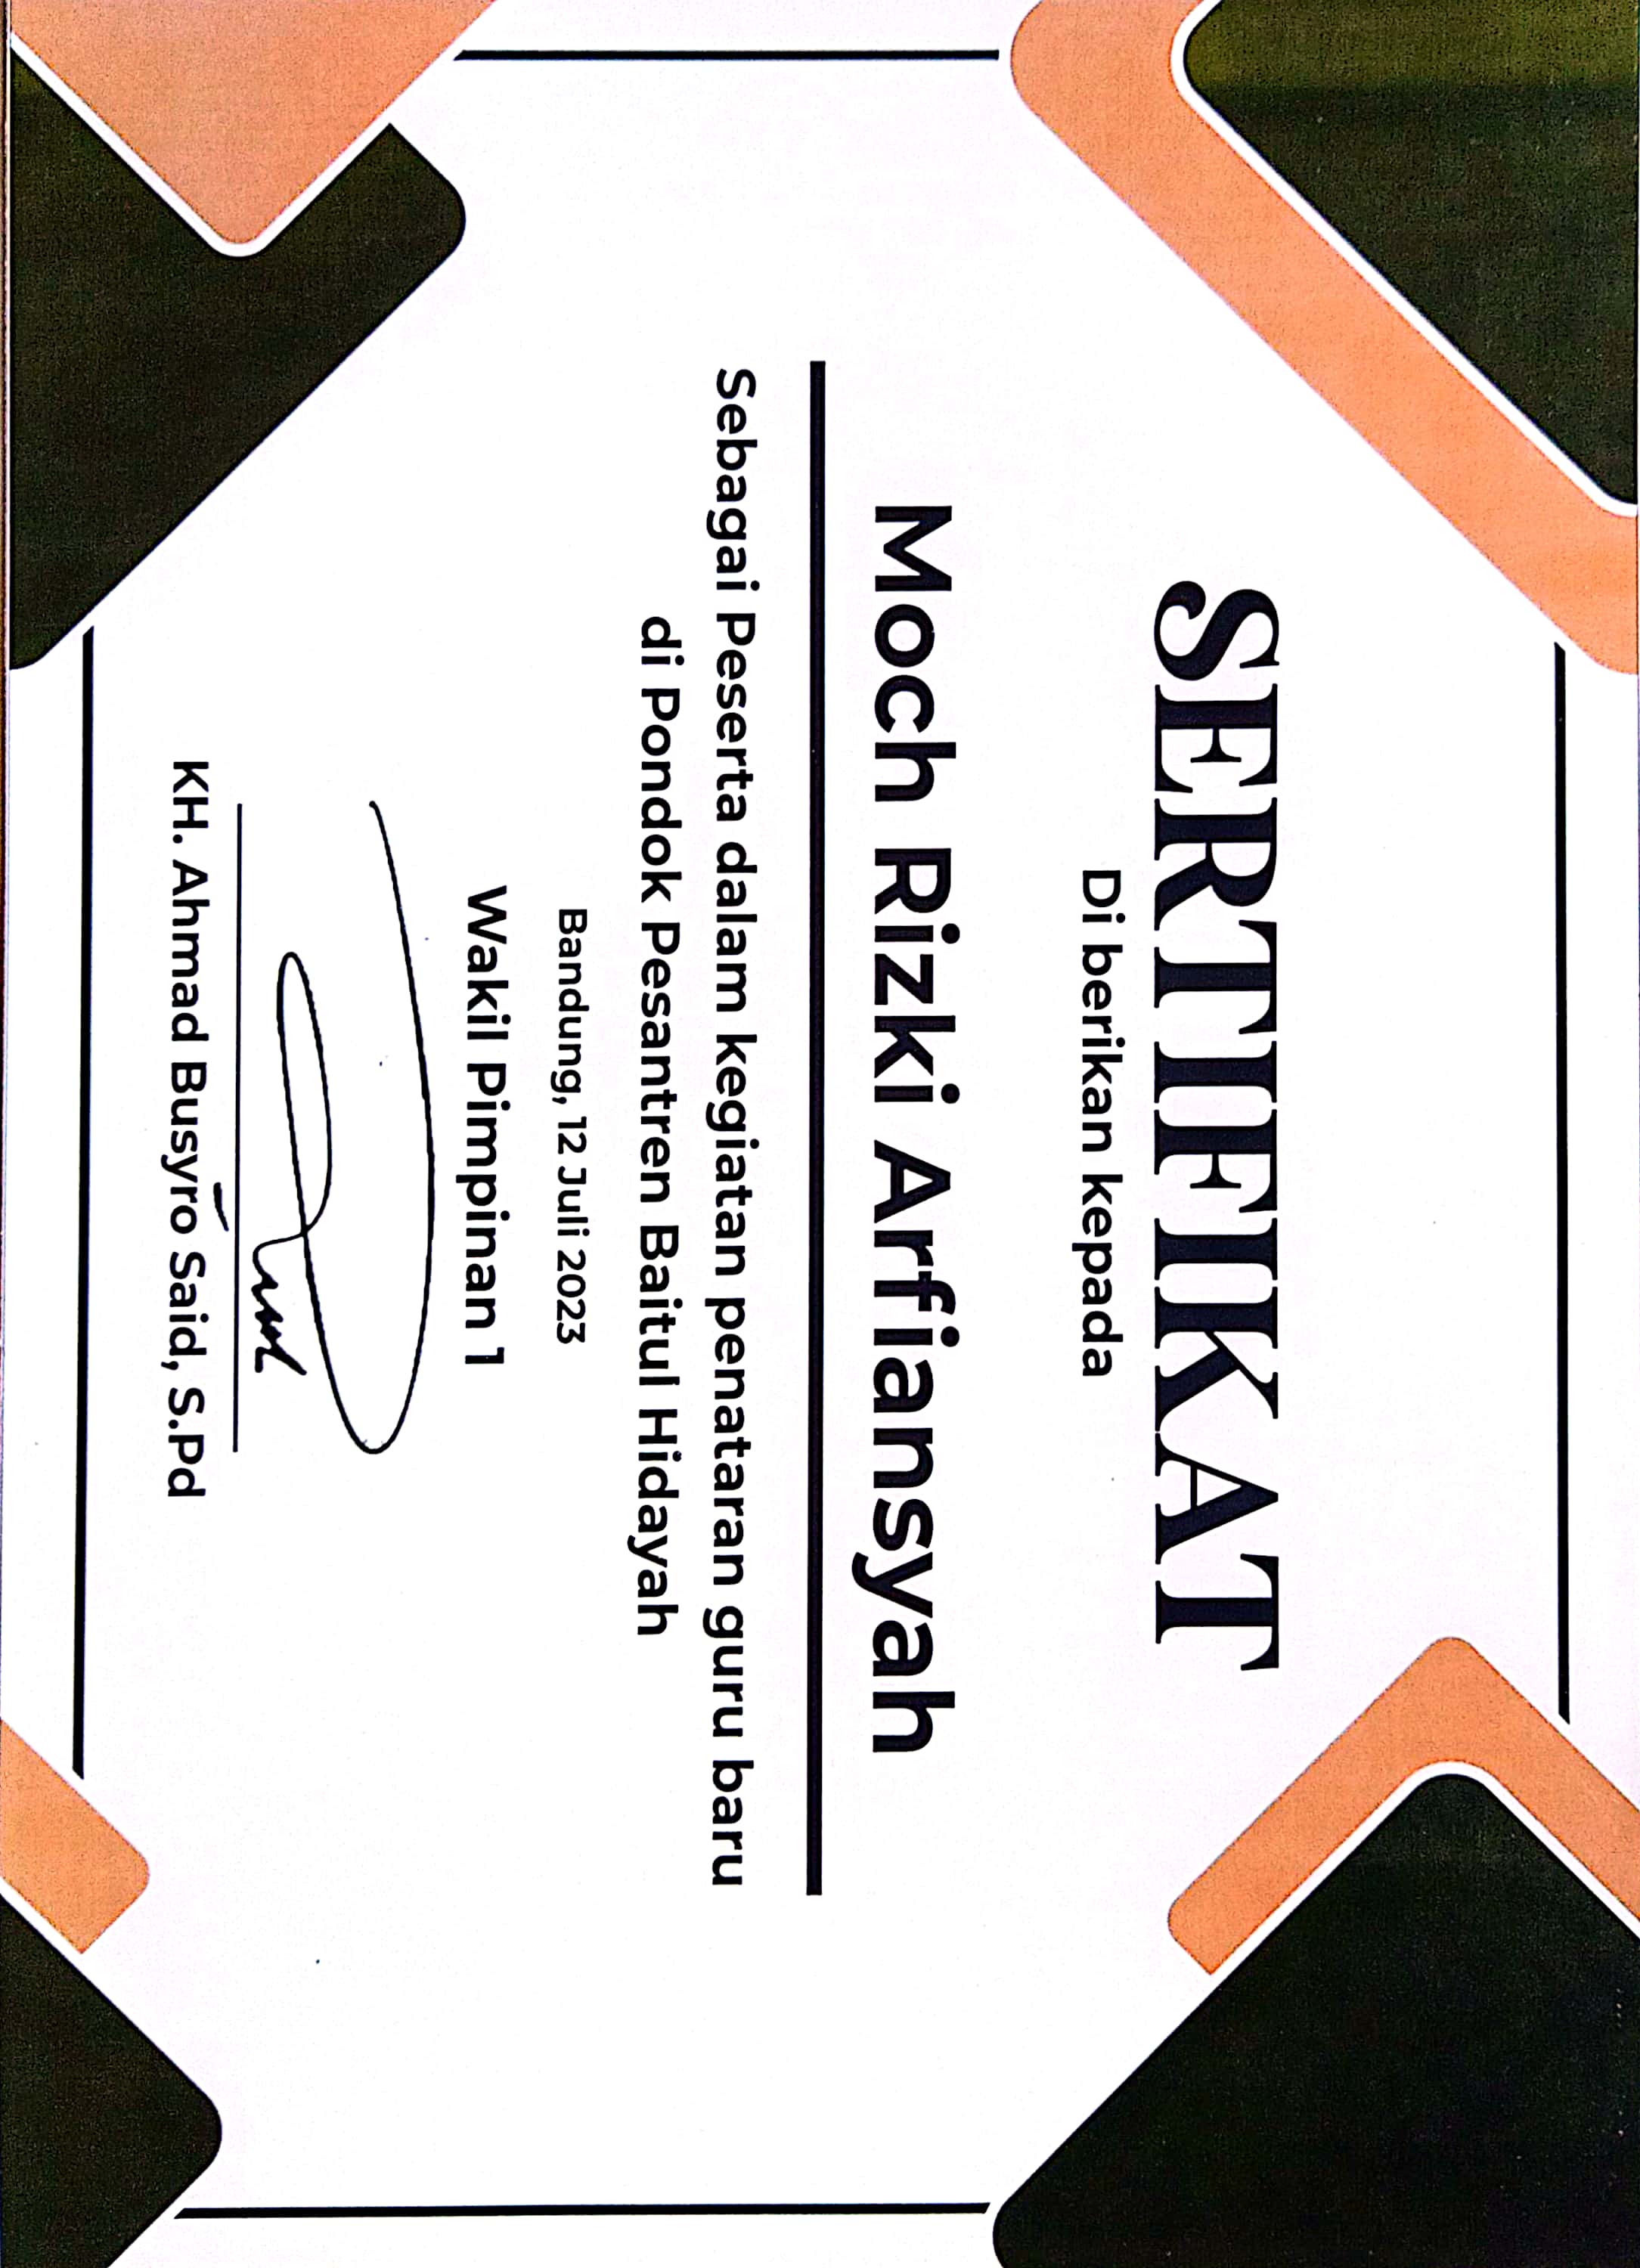 SERTIFIKAT
Di berikan kepada
Moch Rizki Arfiansyah
Sebagai Peserta dalam kegiatan penataran guru baru
di Pondok Pesantren Baitul Hidayah
Bandung, 12 Juli 2023
Wakil Pimpinan 1
KH. Ahmad Busyro Said, S.Pd